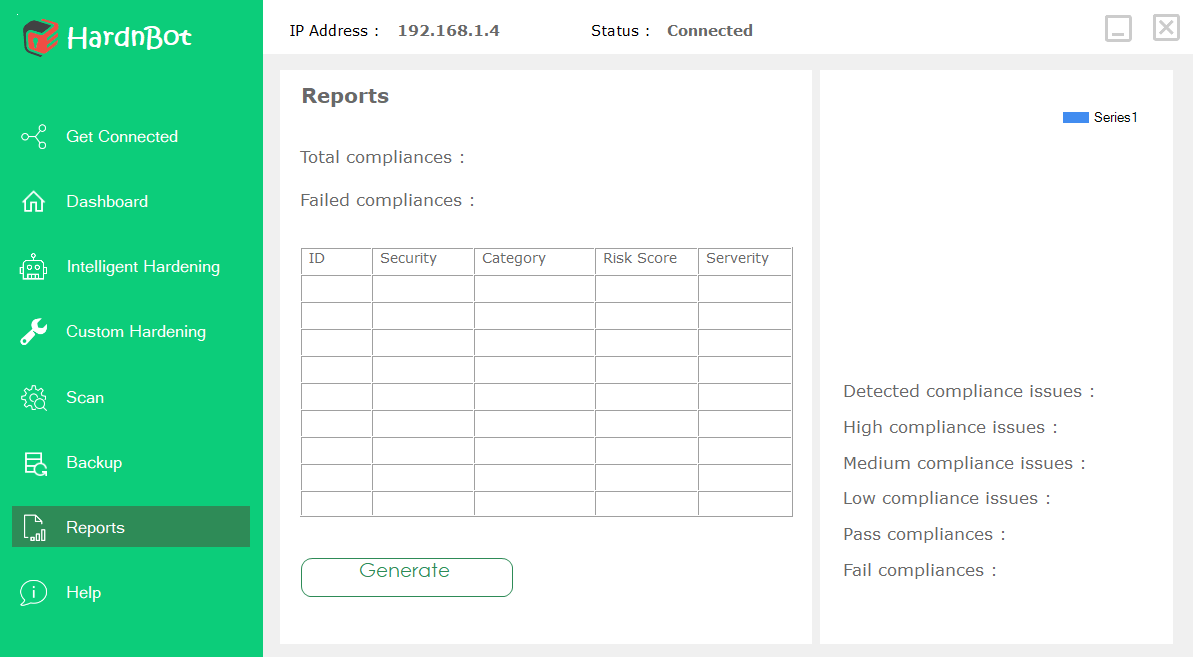 HardnBot
IP Address : 192.168.1.4 Status : Connected
Get Connected
Dashboard
Intelligent Hardening
Custom Hardening
Scan
Backup
Reports
Help
Reports
Total compliances :
Failed compliances :
ID Security Category Risk Score Serverity
Generate
Series1
Detected compliance issues :
High compliance issues :
Medium compliance issues :
Low compliance issues :
Pass compliances :
Fail compliances :